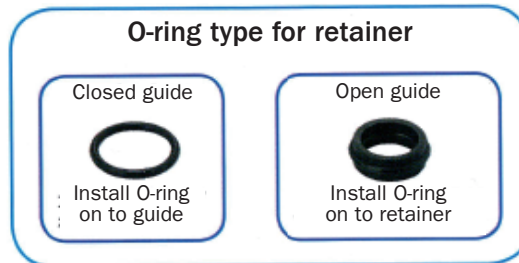 O-ring type for retainer
Closed guide
Install O-ring
on to guide
Open guide
Install O-ring
on to retainer